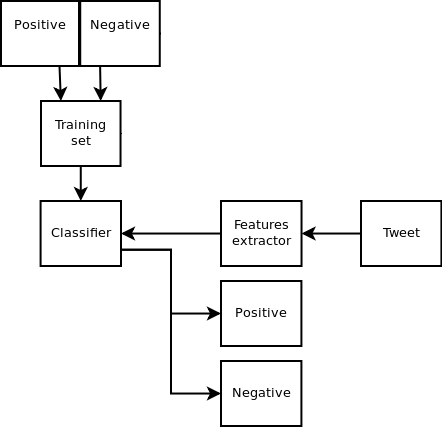 Positive
Negative
Training
set
Classifier
Features
extractor
Tweet
Positive
Negative